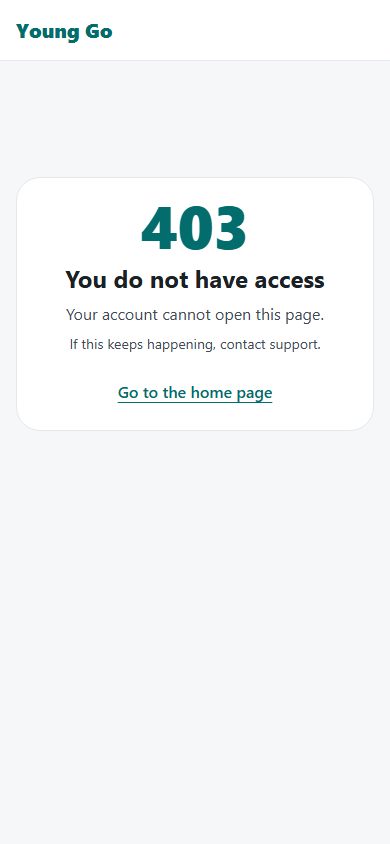 Young Go
403
You do not have access
Your account cannot open this page.
If this keeps happening, contact support.
Go to the home page